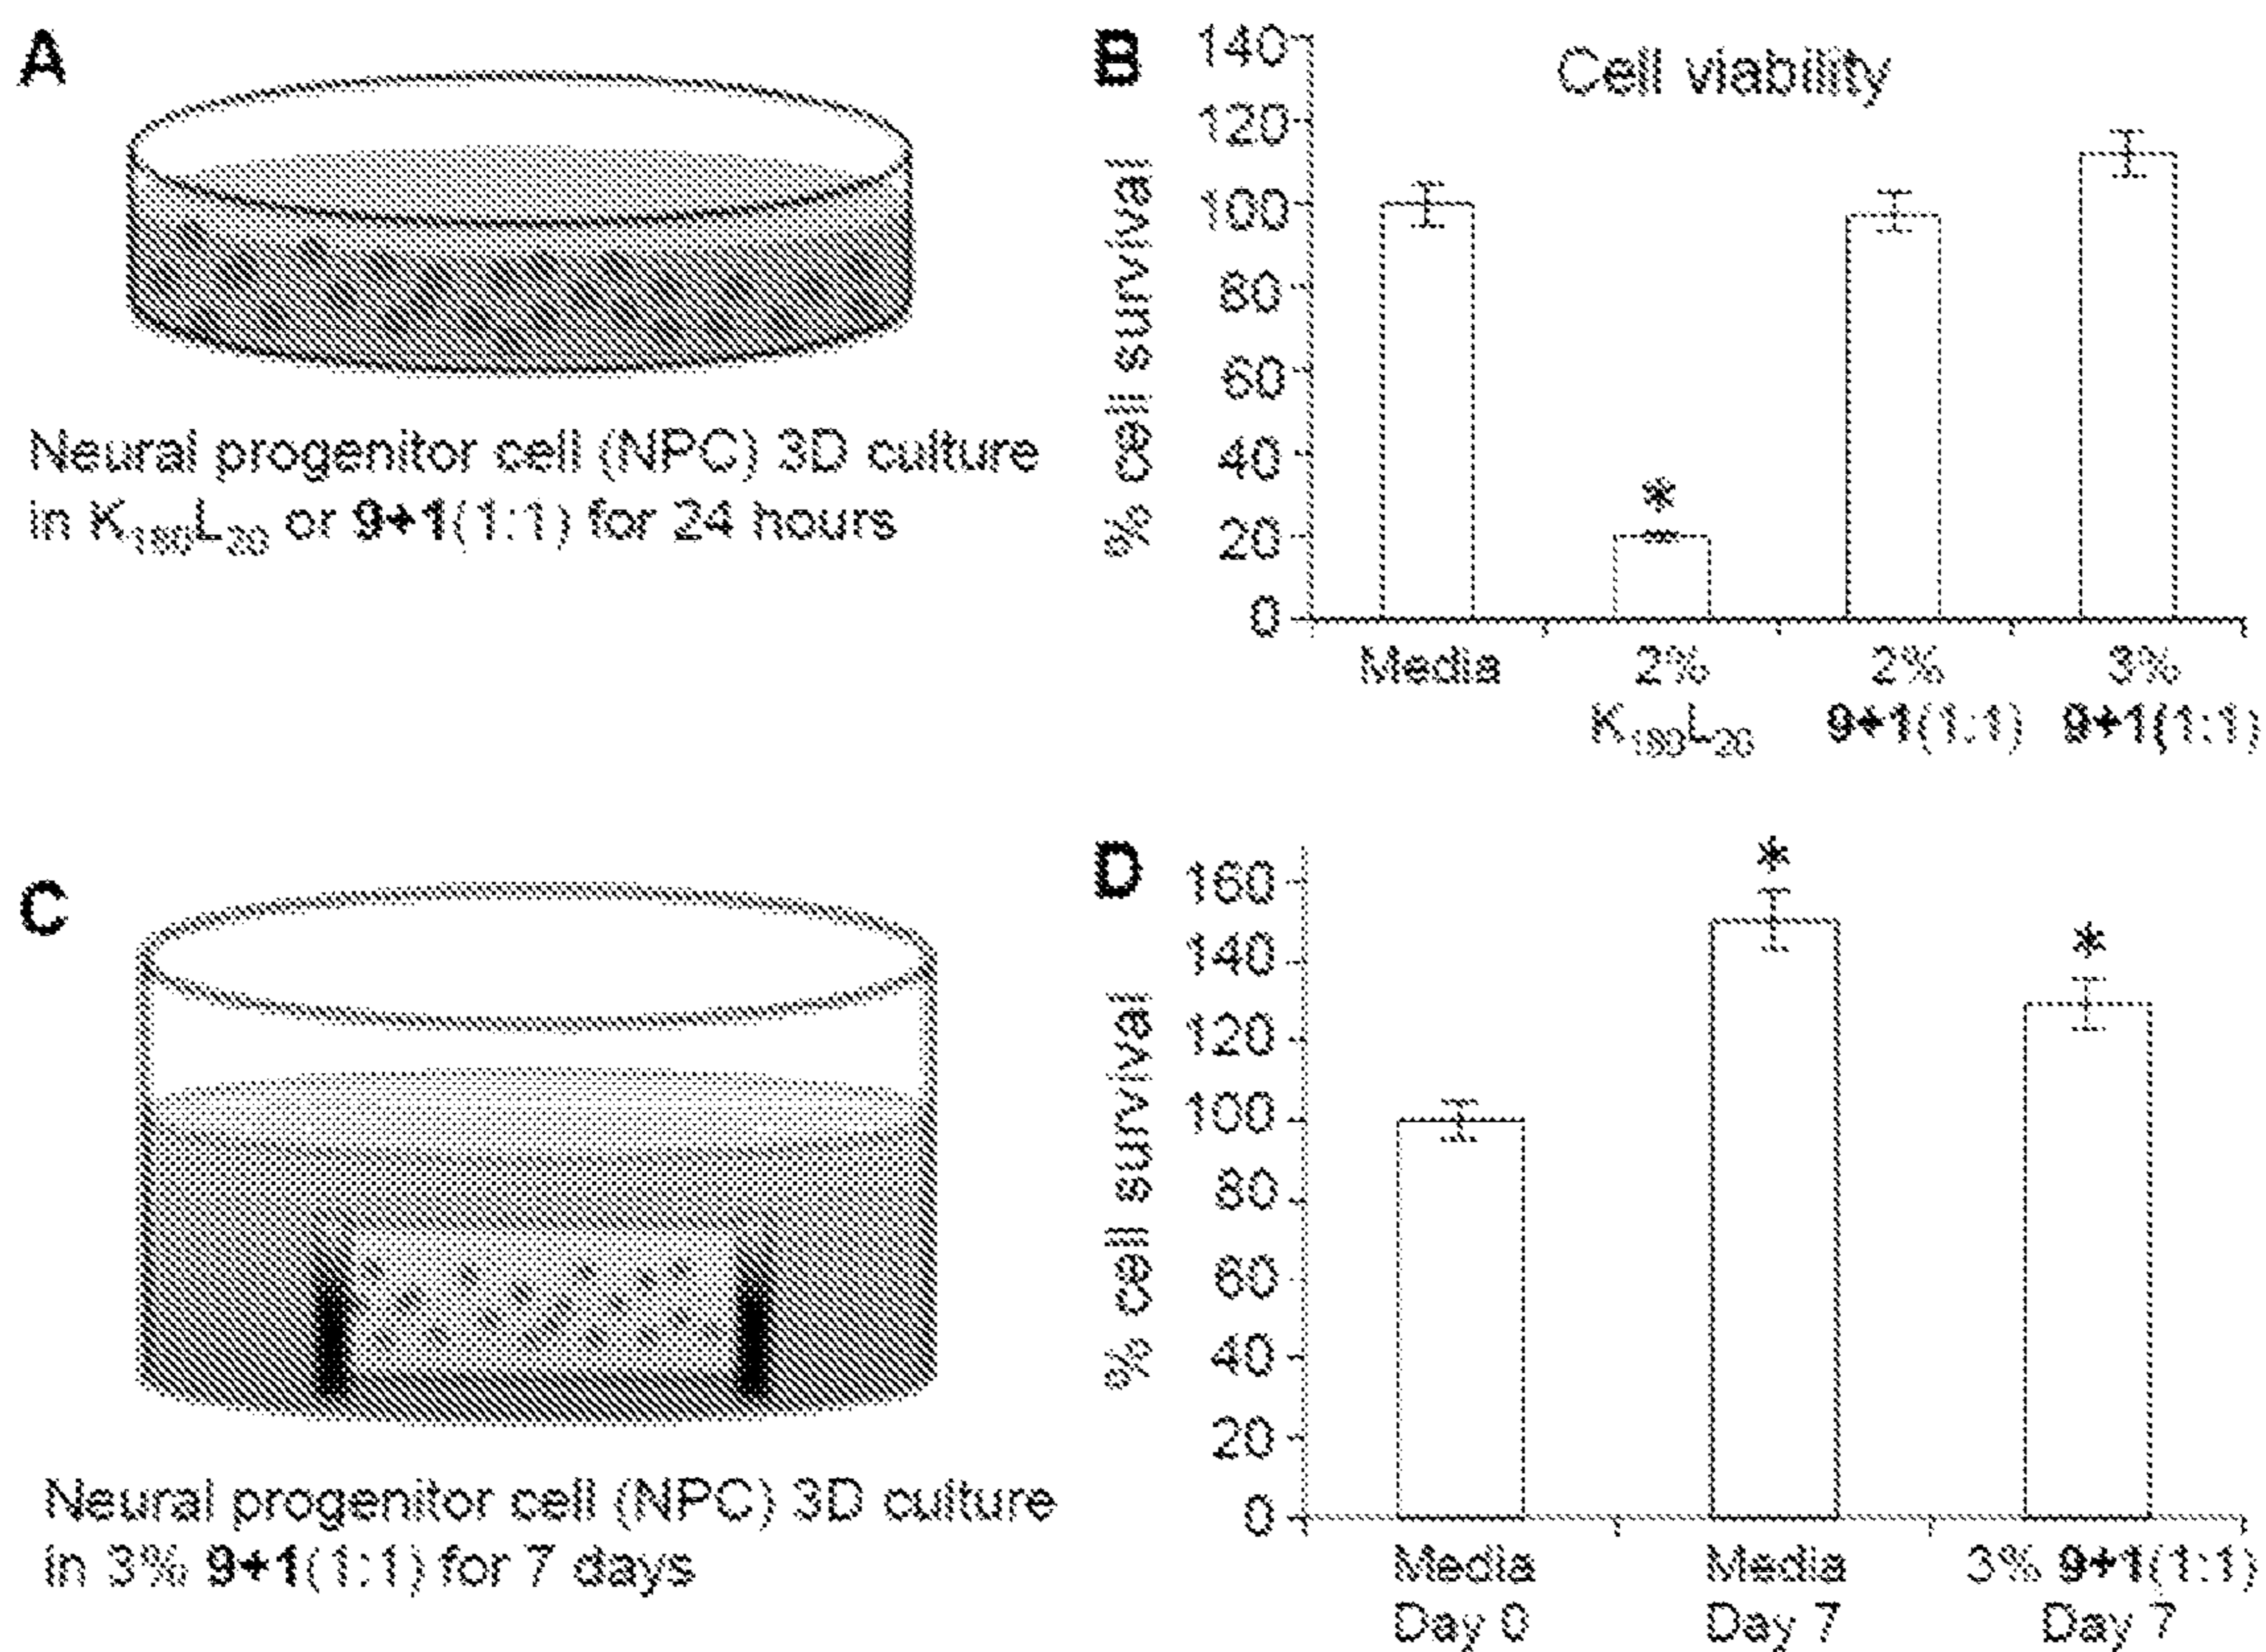 A
Neural progenitor cell (NPC) 3D culture
in K₁₈₀L₂₀ or 9+1(1:1) for 24 hours
B
Cell viability
% cell survival
140
120
100
80
60
40
20
0
*
Media
2%
K₁₈₀L₂₀
2%
9+1(1:1)
3%
9+1(1:1)
C
Neural progenitor cell (NPC) 3D culture
in 3% 9+1(1:1) for 7 days
D
% cell survival
160
140
120
100
80
60
40
20
0
*
*
Media
Day 0
Media
Day 7
3% 9+1(1:1)
Day 7